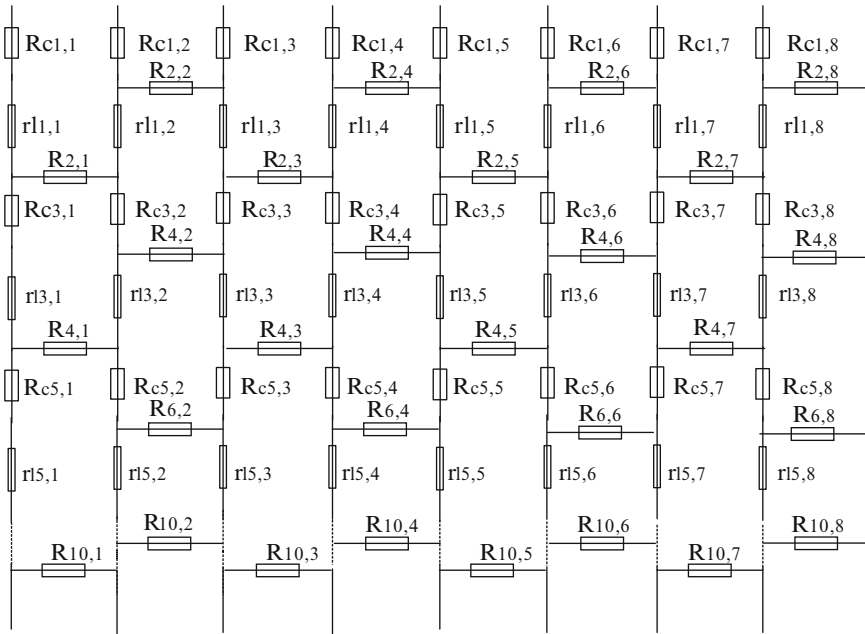 Rc1,1 Rc1,2 Rc1,3 Rc1,4 Rc1,5 Rc1,6 Rc1,7 Rc1,8
R2,2 R2,4 R2,6 R2,8
rl1,1 rl1,2 rl1,3 rl1,4 rl1,5 rl1,6 rl1,7 rl1,8
R2,1 R2,3 R2,5 R2,7
Rc3,1 Rc3,2 Rc3,3 Rc3,4 Rc3,5 Rc3,6 Rc3,7 Rc3,8
R4,2 R4,4 R4,6 R4,8
rl3,1 rl3,2 rl3,3 rl3,4 rl3,5 rl3,6 rl3,7 rl3,8
R4,1 R4,3 R4,5 R4,7
Rc5,1 Rc5,2 Rc5,3 Rc5,4 Rc5,5 Rc5,6 Rc5,7 Rc5,8
R6,2 R6,4 R6,6 R6,8
rl5,1 rl5,2 rl5,3 rl5,4 rl5,5 rl5,6 rl5,7 rl5,8
R10,2 R10,4 R10,6 R10,8
R10,1 R10,3 R10,5 R10,7